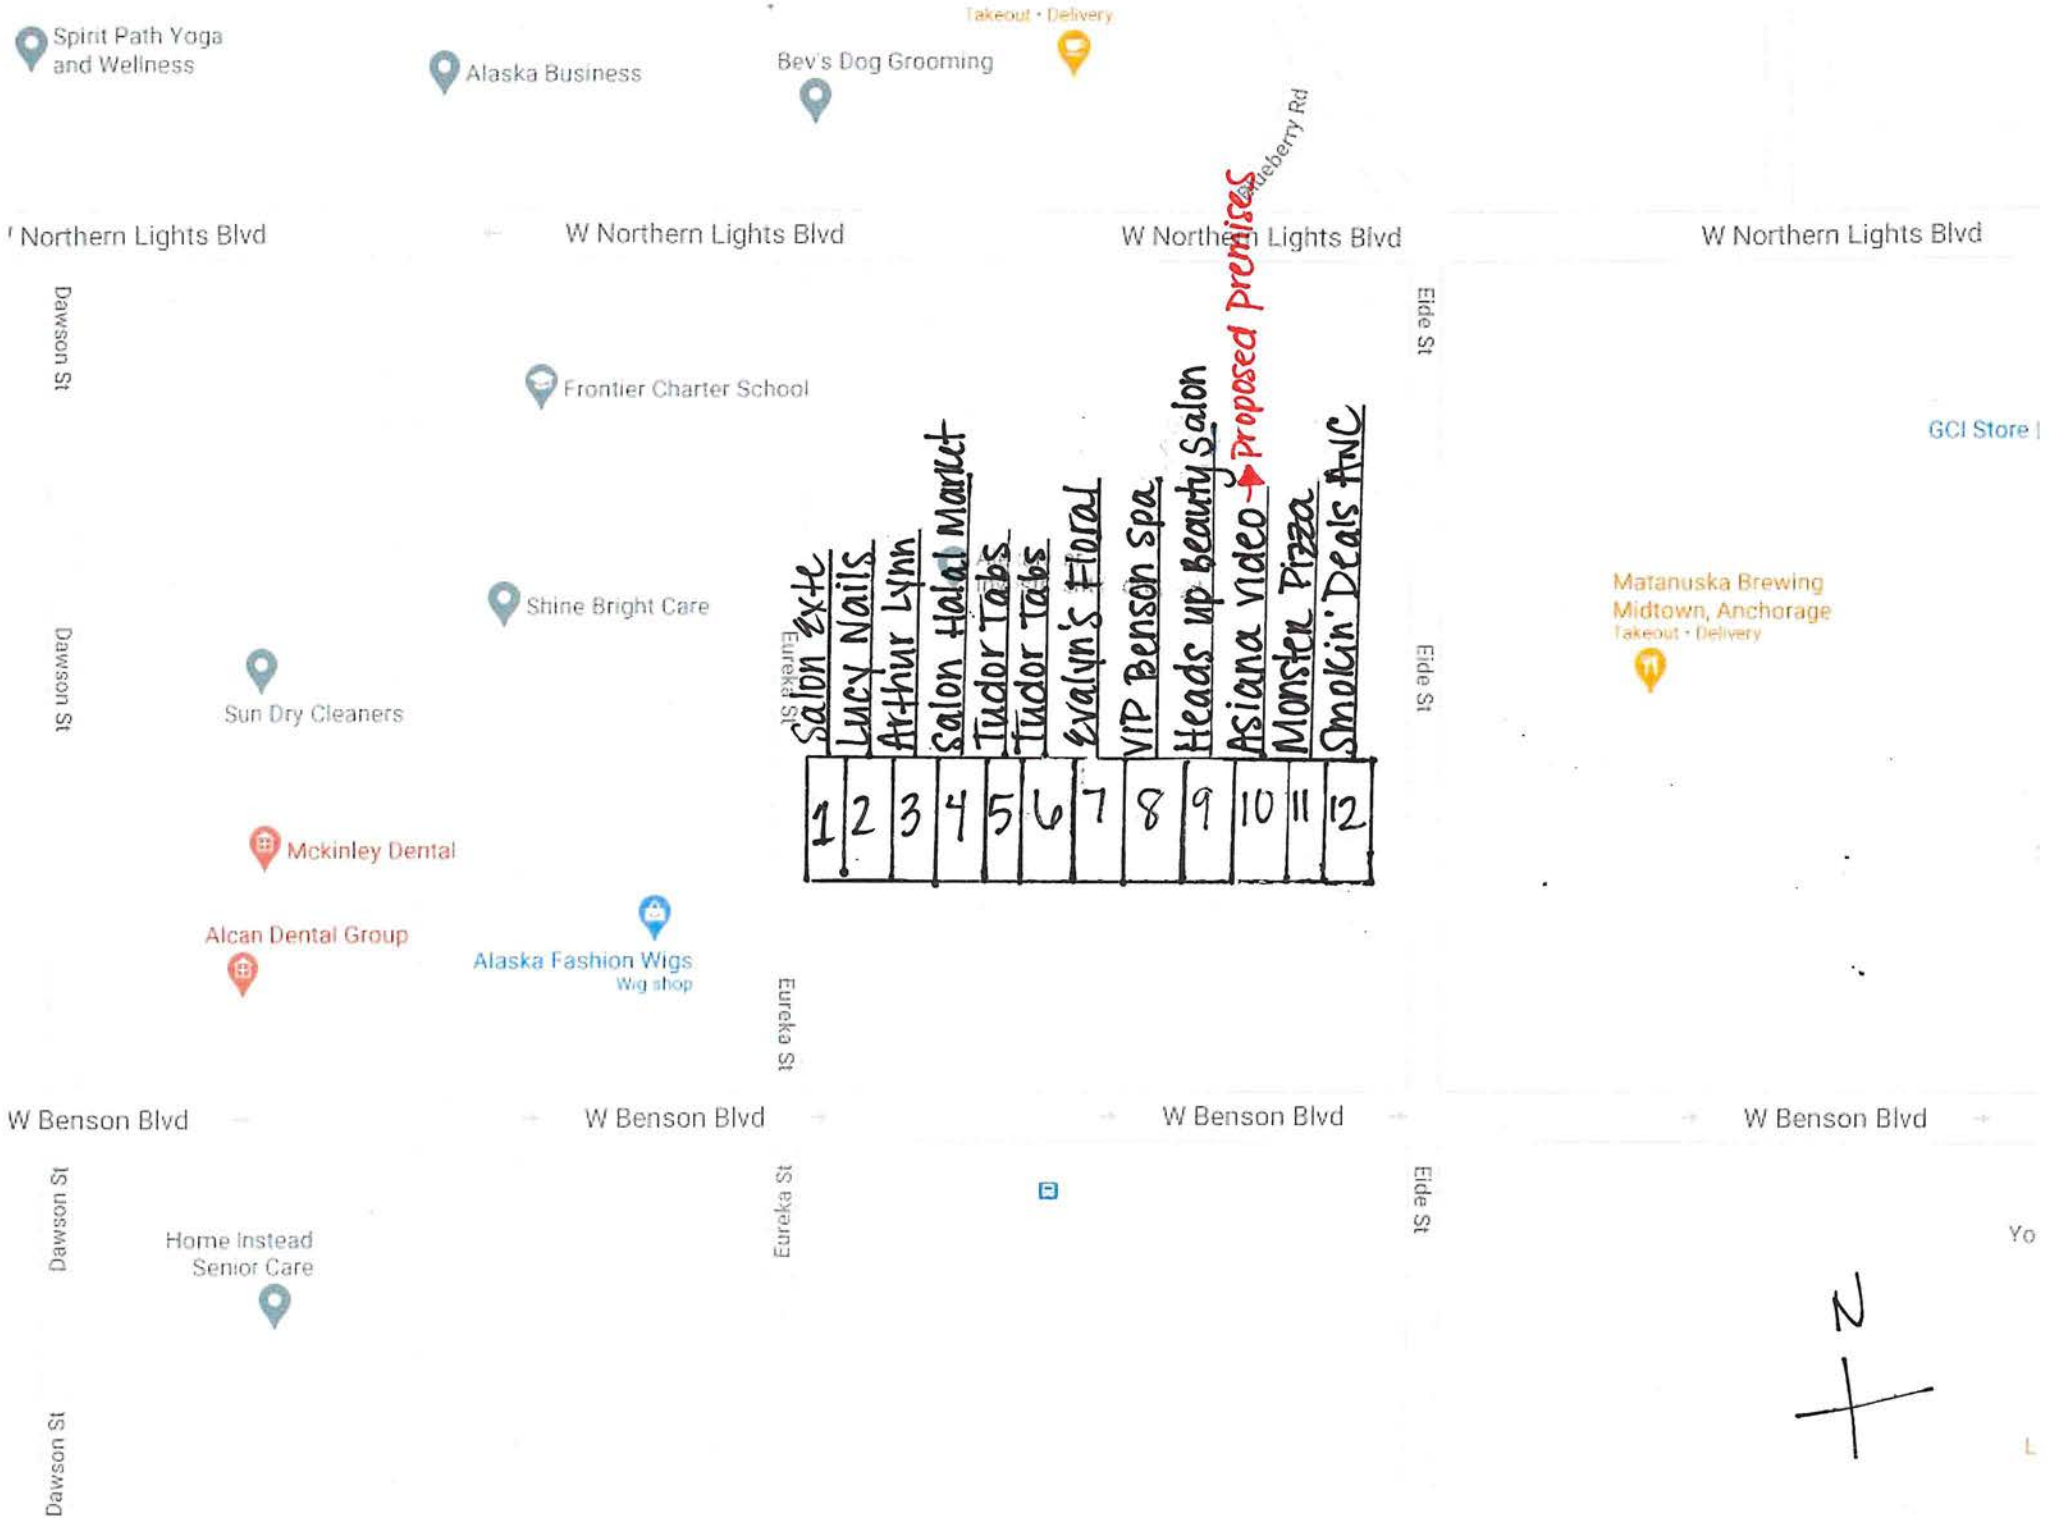 Takeout • Delivery
Spirit Path Yoga
and Wellness
Alaska Business
Bev's Dog Grooming
Northern Lights Blvd
W Northern Lights Blvd
W Northern Lights Blvd
W Northern Lights Blvd
Dawson St
Eide St
Frontier Charter School
GCI Store |
Proposed premises
Salon Exte
Lucy Nails
Arthur Lynn
Salon Halal Market
Tudor Tabs
Tudor Tabs
Evalyn's Floral
VIP Benson Spa
Heads up Beauty Salon
Asiana video
Monster Pizza
Smokin' Deals ANC
Shine Bright Care
Matanuska Brewing
Midtown, Anchorage
Takeout • Delivery
Dawson St
Eureka St
Eide St
Sun Dry Cleaners
1 2 3 4 5 6 7 8 9 10 11 12
Mckinley Dental
Alcan Dental Group
Alaska Fashion Wigs
Wig shop
Eureka St
W Benson Blvd
W Benson Blvd
W Benson Blvd
W Benson Blvd
Dawson St
Eureka St
Eide St
Home Instead
Senior Care
Yo
N
Dawson St
L